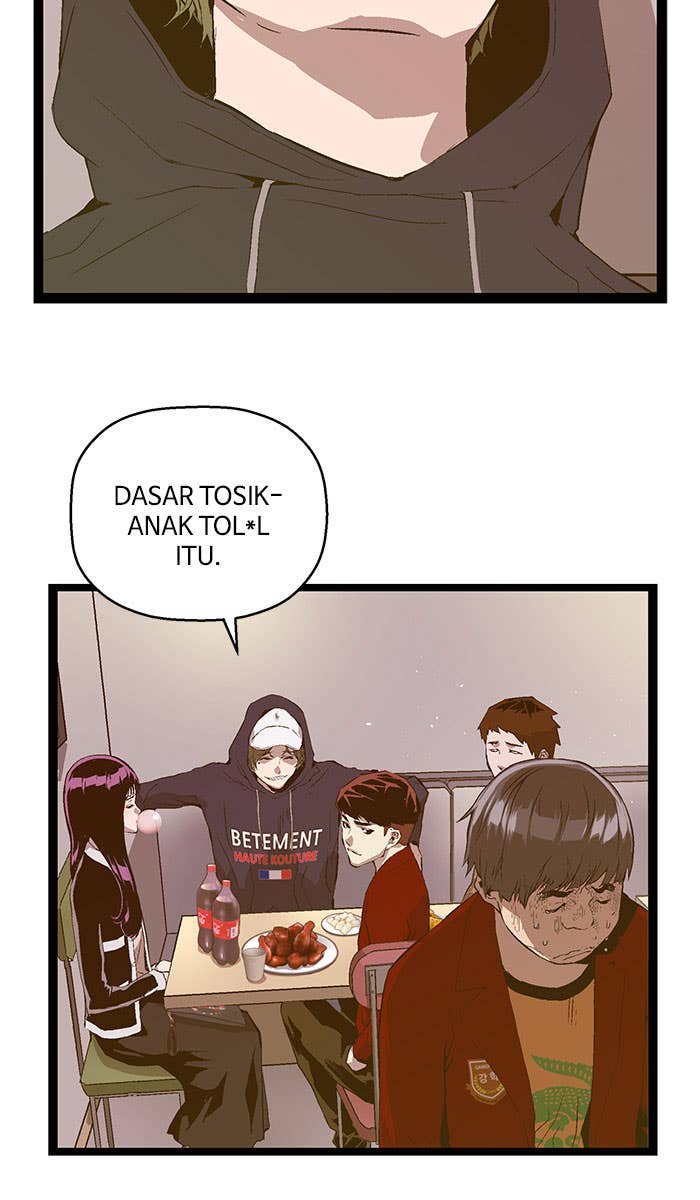 DASAR TOSIK-
ANAK TOL*L
ITU.
BETEMENT
HAUTE KOUTURE